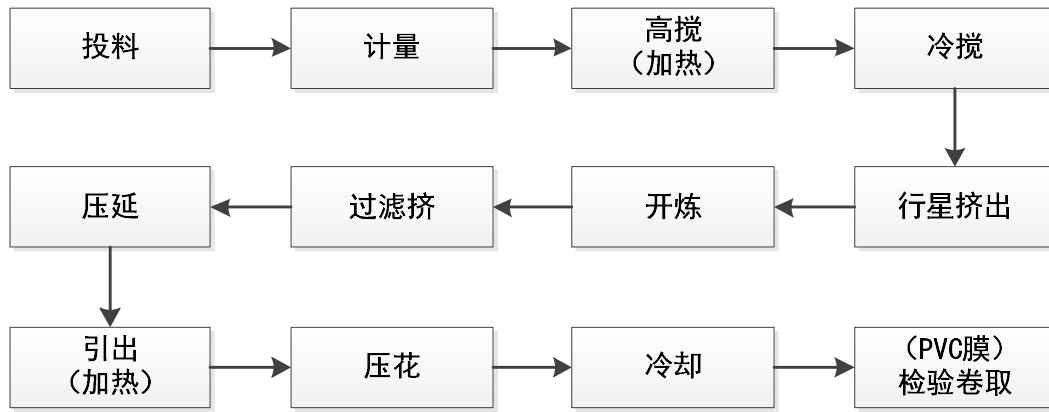 投料
计量
高搅
（加热）
冷搅
行星挤出
开炼
过滤挤
压延
引出
（加热）
压花
冷却
（PVC膜）
检验卷取